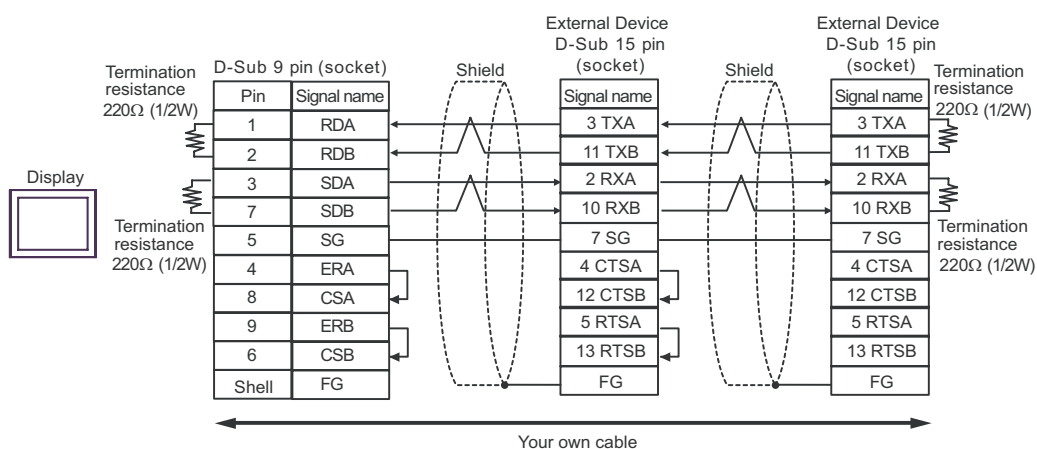 External Device
D-Sub 15 pin
(socket)
External Device
D-Sub 15 pin
(socket)
Termination
resistance
220Ω (1/2W)
D-Sub 9 pin (socket)
Shield
Shield
Termination
resistance
220Ω (1/2W)
Pin Signal name Signal name Signal name
1 RDA 3 TXA 3 TXA
2 RDB 11 TXB 11 TXB
Display
3 SDA 2 RXA 2 RXA
7 SDB 10 RXB 10 RXB
Termination
resistance
220Ω (1/2W)
Termination
resistance
220Ω (1/2W)
5 SG 7 SG 7 SG
4 ERA 4 CTSA 4 CTSA
8 CSA 12 CTSB 12 CTSB
9 ERB 5 RTSA 5 RTSA
6 CSB 13 RTSB 13 RTSB
Shell FG FG FG
Your own cable